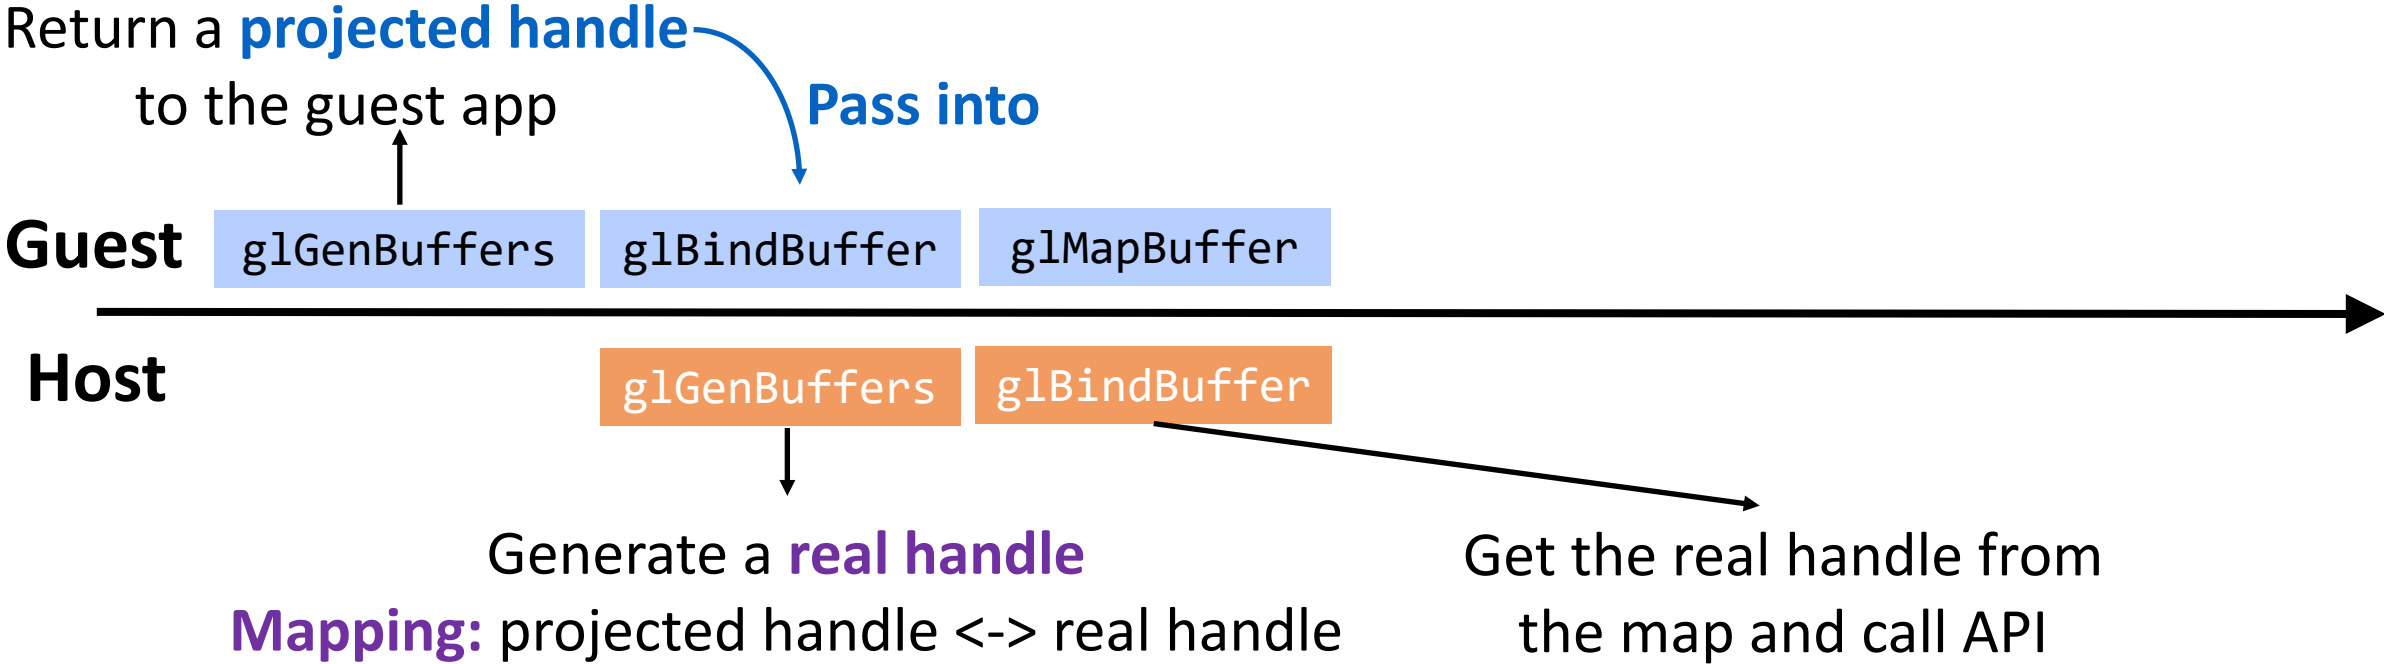 Return a projected handle
to the guest app
Pass into
Guest
glGenBuffers
glBindBuffer
glMapBuffer
Host
glGenBuffers
glBindBuffer
Generate a real handle
Mapping: projected handle <-> real handle
Get the real handle from
the map and call API